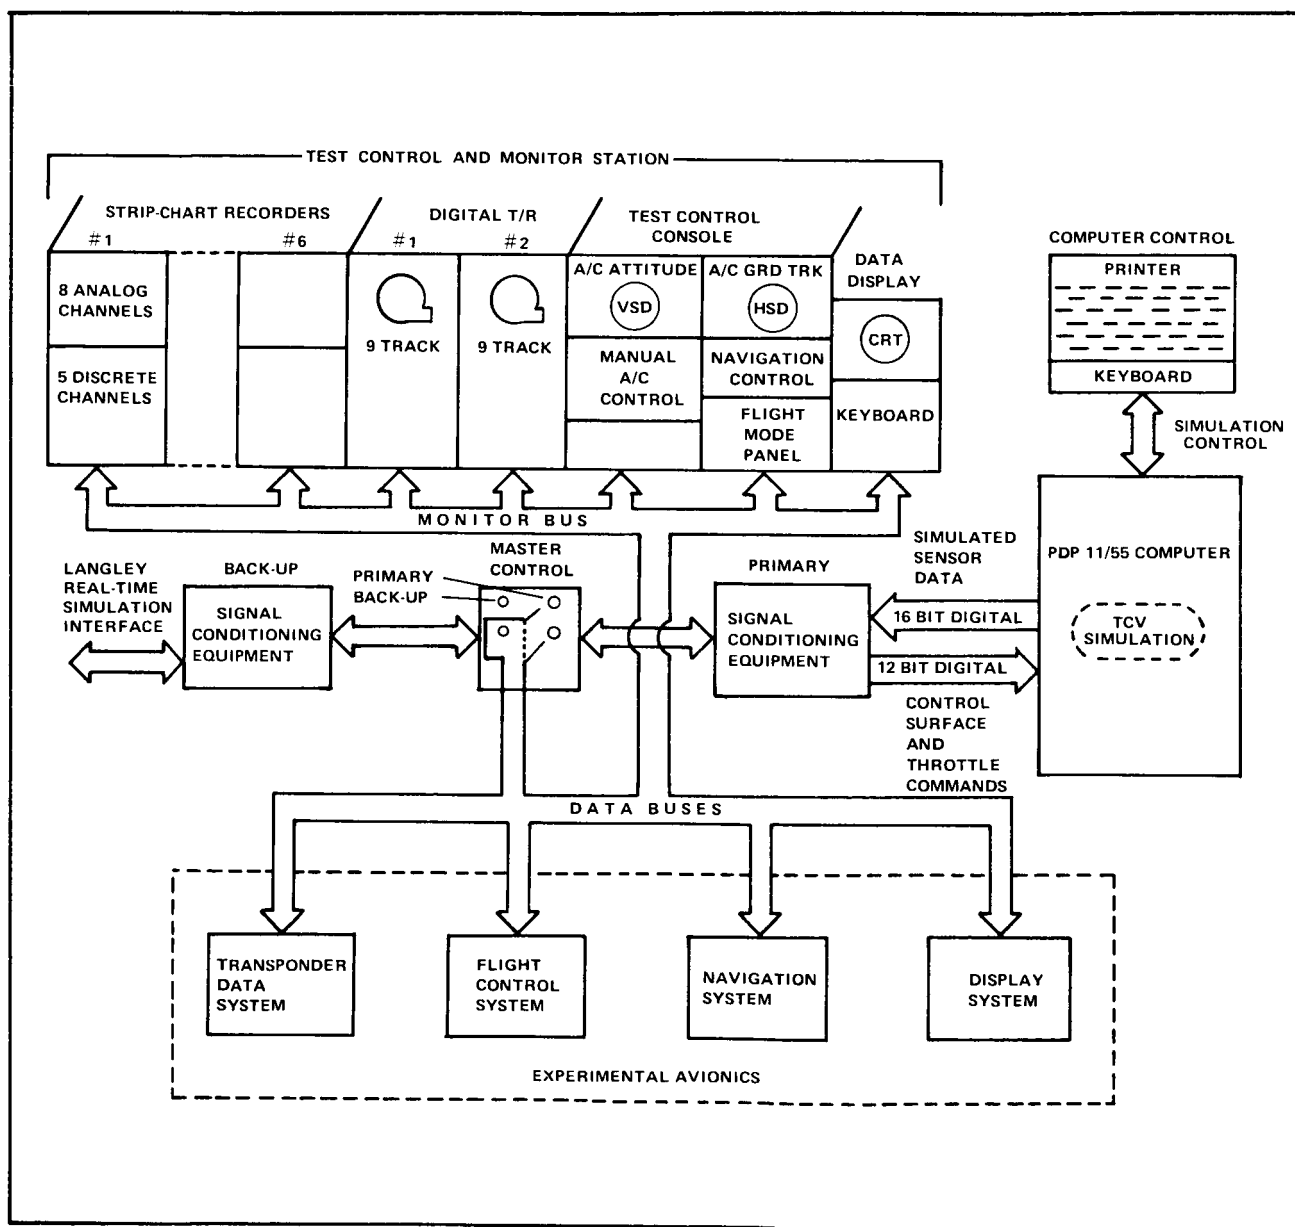 TEST CONTROL AND MONITOR STATION
STRIP-CHART RECORDERS
#1
#6
DIGITAL T/R
#1
#2
TEST CONTROL
CONSOLE
DATA
DISPLAY
8 ANALOG
CHANNELS
5 DISCRETE
CHANNELS
9 TRACK
9 TRACK
A/C ATTITUDE
VSD
MANUAL
A/C
CONTROL
A/C GRD TRK
HSD
NAVIGATION
CONTROL
FLIGHT
MODE
PANEL
CRT
KEYBOARD
COMPUTER CONTROL
PRINTER
KEYBOARD
SIMULATION
CONTROL
MONITOR BUS
LANGLEY
REAL-TIME
SIMULATION
INTERFACE
BACK-UP
SIGNAL
CONDITIONING
EQUIPMENT
PRIMARY
BACK-UP
MASTER
CONTROL
PRIMARY
SIGNAL
CONDITIONING
EQUIPMENT
SIMULATED
SENSOR
DATA
16 BIT DIGITAL
12 BIT DIGITAL
CONTROL
SURFACE
AND
THROTTLE
COMMANDS
PDP 11/55 COMPUTER
TCV
SIMULATION
DATA BUSES
TRANSPONDER
DATA
SYSTEM
FLIGHT
CONTROL
SYSTEM
NAVIGATION
SYSTEM
DISPLAY
SYSTEM
EXPERIMENTAL AVIONICS